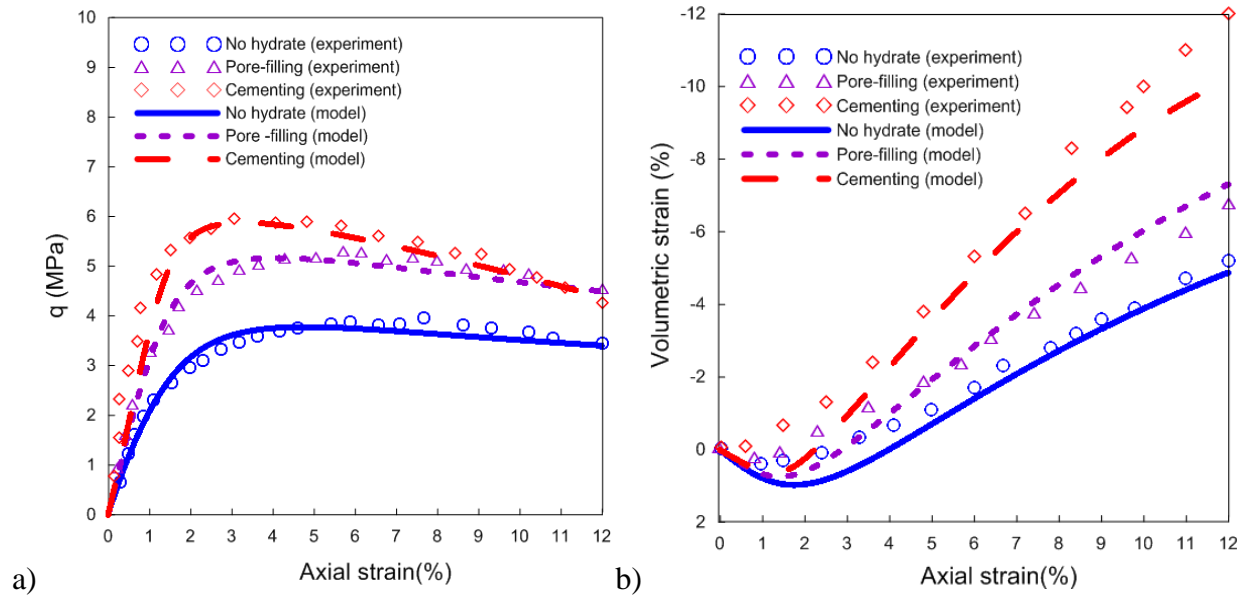 10
9
8
7
6
5
4
3
2
1
0
q (MPa)
No hydrate (experiment)
Pore-filling (experiment)
Cementing (experiment)
No hydrate (model)
Pore -filling (model)
Cementing (model)
0 1 2 3 4 5 6 7 8 9 10 11 12
Axial strain(%)
a)
-12
-10
-8
-6
-4
-2
0
2
Volumetric strain (%)
No hydrate (experiment)
Pore-filling (experiment)
Cementing (experiment)
No hydrate (model)
Pore-filling (model)
Cementing (model)
0 1 2 3 4 5 6 7 8 9 10 11 12
Axial strain(%)
b)